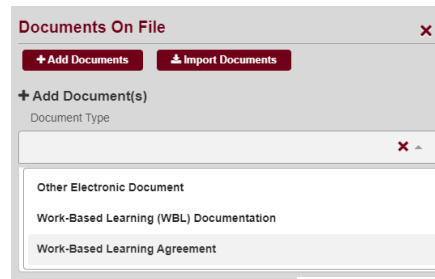 Documents On File
+ Add Documents
Import Documents
+ Add Document(s)
Document Type
Other Electronic Document
Work-Based Learning (WBL) Documentation
Work-Based Learning Agreement